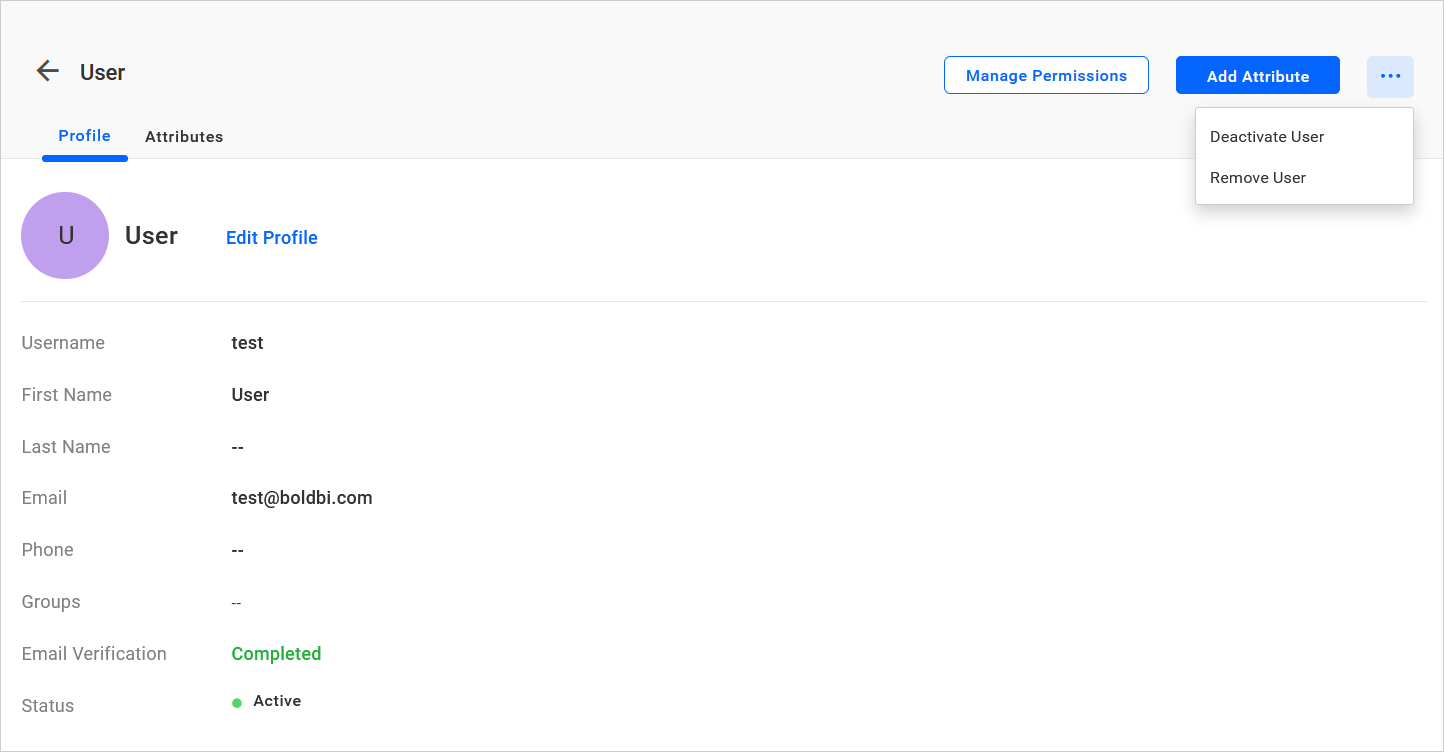 User
Manage Permissions
Add Attribute
Profile
Attributes
Deactivate User
Remove User
U
User
Edit Profile
Username test
First Name User
Last Name --
Email test@boldbi.com
Phone --
Groups --
Email Verification Completed
Status Active